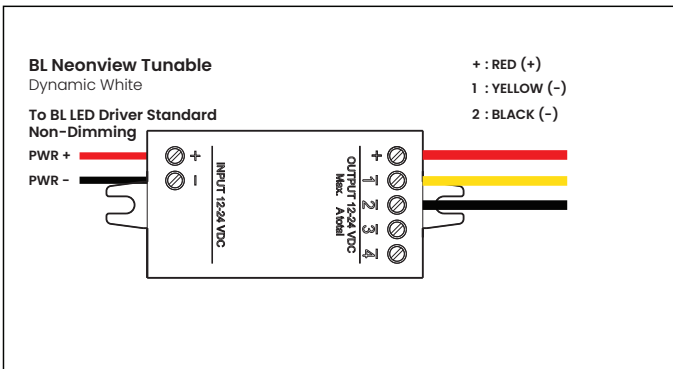 BL Neonview Tunable
Dynamic White
To BL LED Driver Standard
Non-Dimming
PWR +
PWR -
+
-
INPUT 12-24 VDC
OUTPUT 12-24 VDC
Max. A total
+
1
2
3
4
+ : RED (+)
1 : YELLOW (-)
2 : BLACK (-)